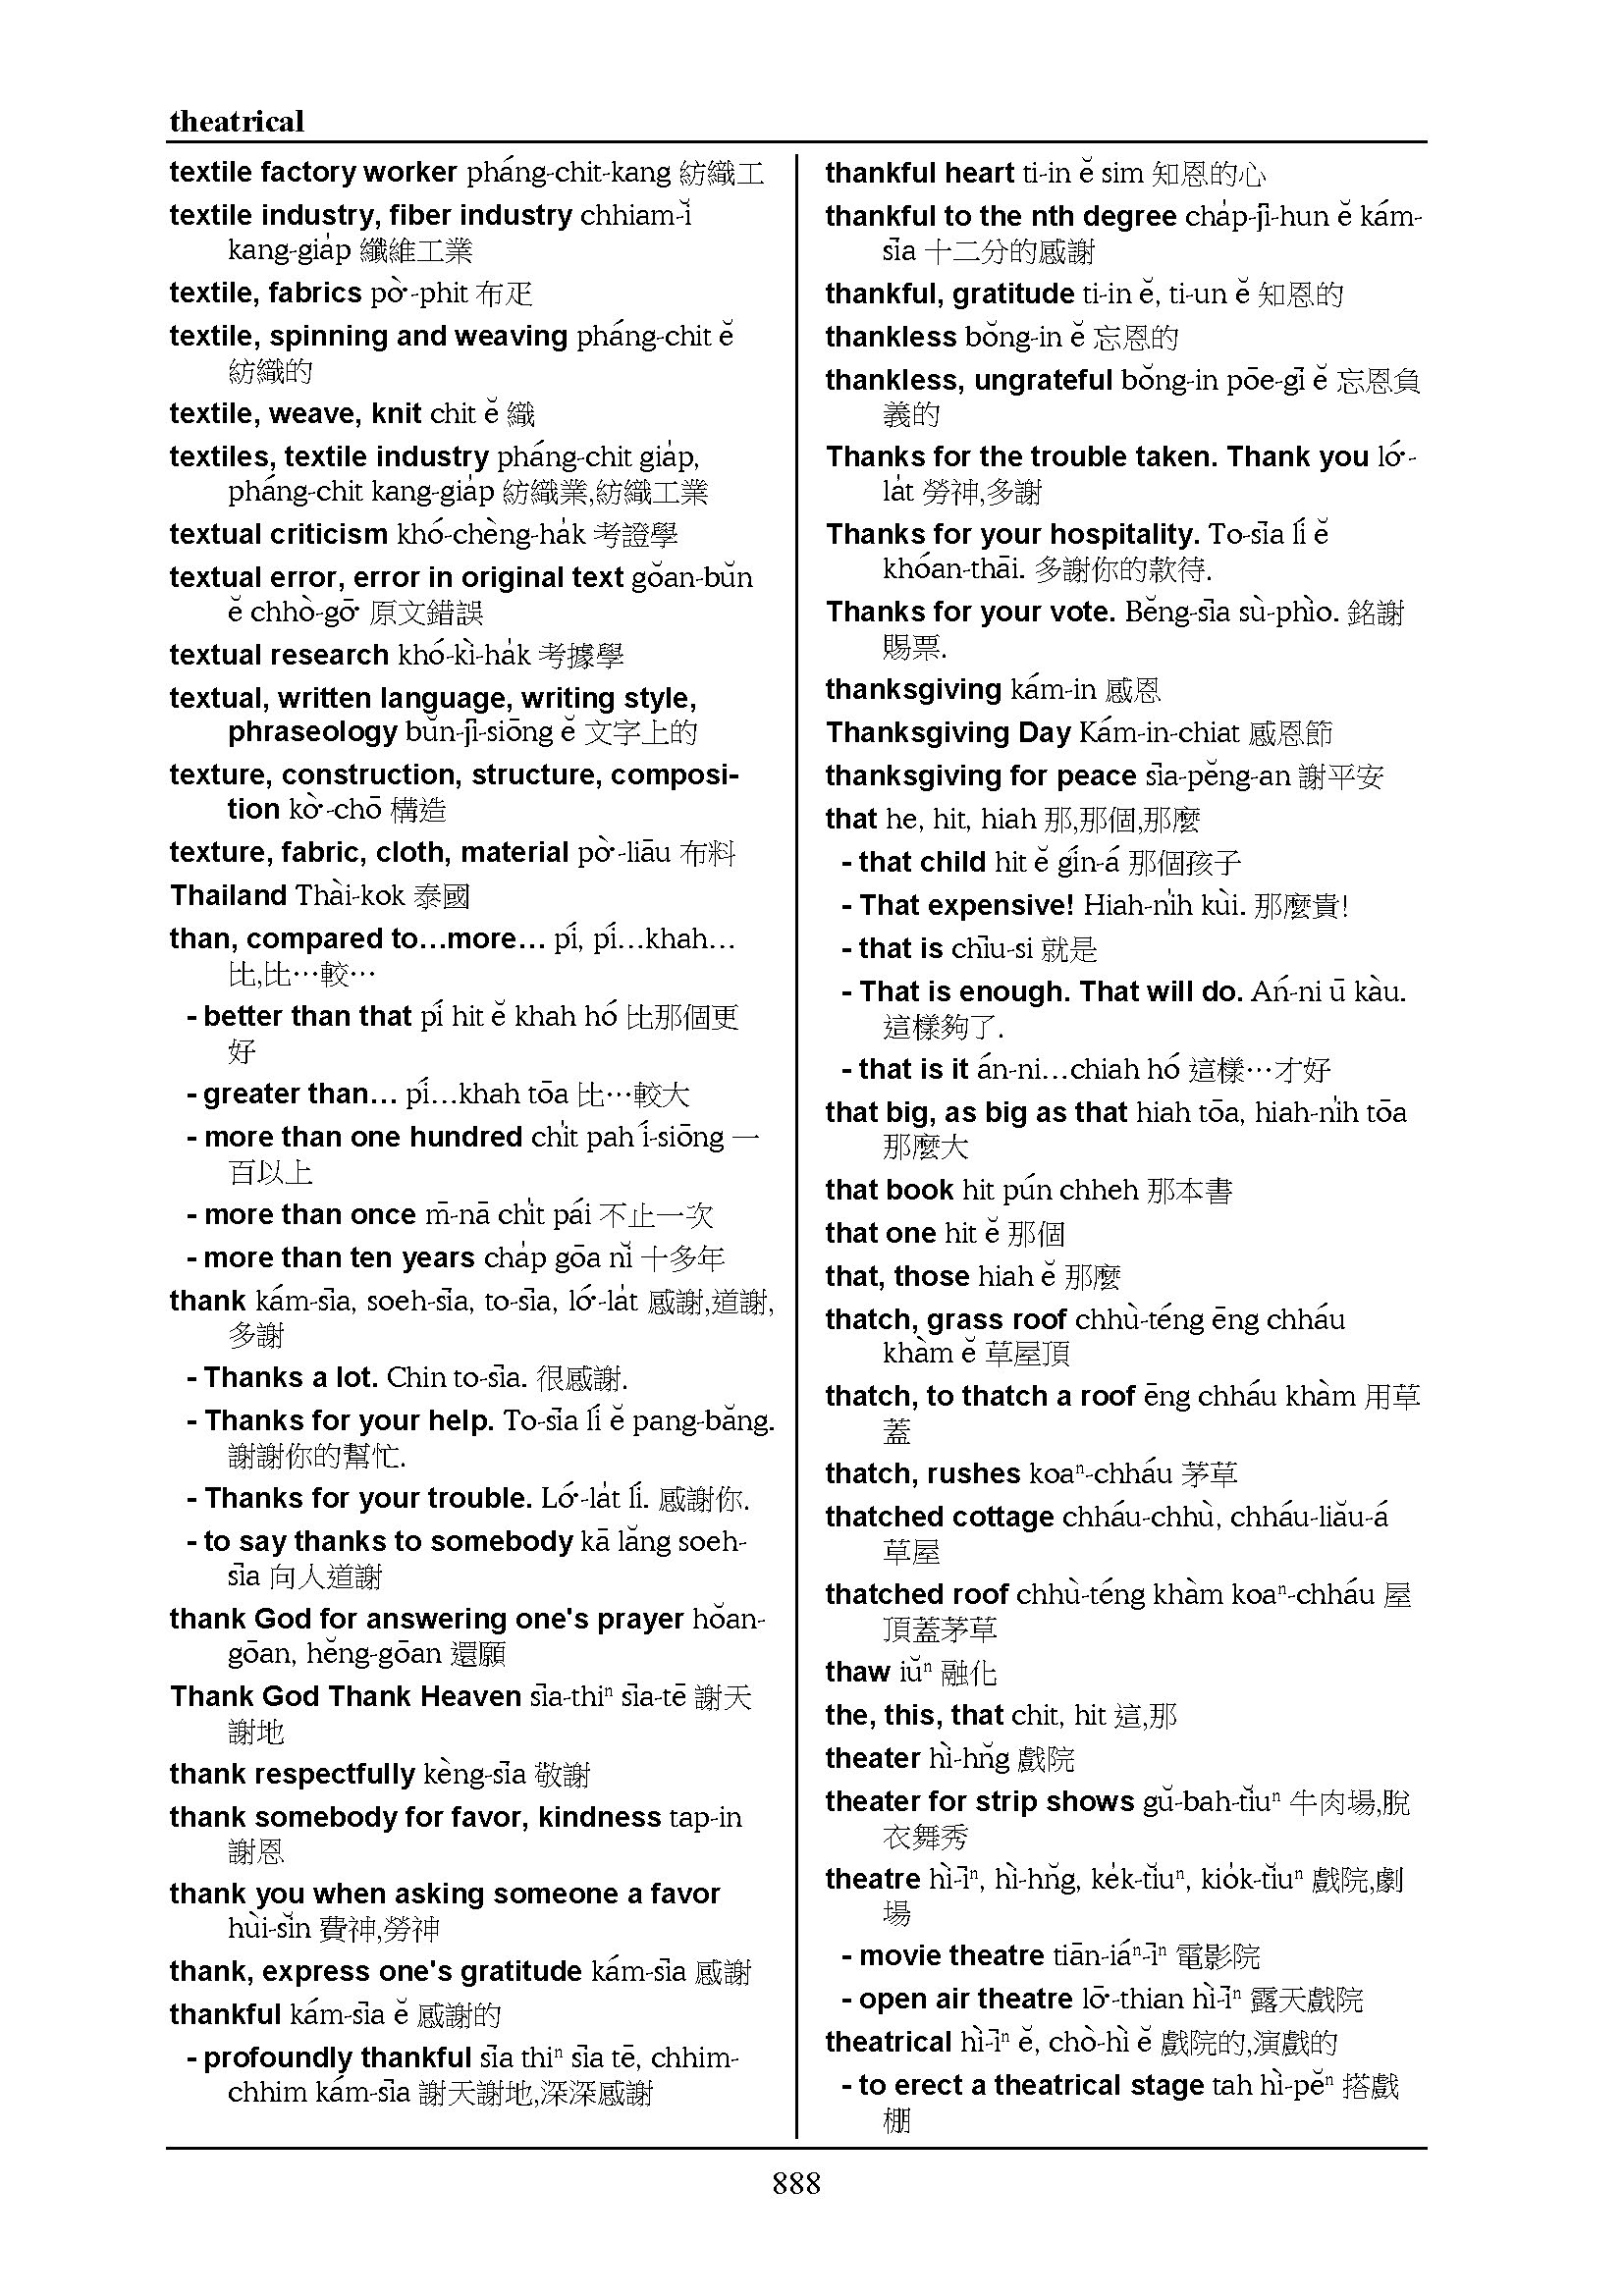 theatrical
textile factory worker pháng-chit-kang 紡織工
textile industry, fiber industry chhiam-ĭ
kang-gia̍p 纖維工業
textile, fabrics pò͘-phit 布疋
textile, spinning and weaving pháng-chit ĕ
紡織的
textile, weave, knit chit ĕ 織
textiles, textile industry pháng-chit gia̍p,
pháng-chit kang-gia̍p 紡織業,紡織工業
textual criticism khó-chèng-ha̍k 考證學
textual error, error in original text gŏan-bŭn
ĕ chhò-gō͘ 原文錯誤
textual research khó-kì-ha̍k 考據學
textual, written language, writing style,
phraseology bŭn-jī-siōng ĕ 文字上的
texture, construction, structure, composi-
tion kò͘-chō 構造
texture, fabric, cloth, material pò͘-liāu 布料
Thailand Thài-kok 泰國
than, compared to…more… pí, pí…khah…
比,比…較…
- better than that pí hit ĕ khah hó 比那個更
好
- greater than… pí…khah tōa 比…較大
- more than one hundred chi̍t pah í-siōng 一
百以上
- more than once m̄-nā chi̍t pái 不止一次
- more than ten years cha̍p gōa nĭ 十多年
thank kám-sīa, soeh-sīa, to-sīa, ló͘-la̍t 感謝,道謝,
多謝
- Thanks a lot. Chin to-sīa. 很感謝.
- Thanks for your help. To-sīa lí ĕ pang-băng.
謝謝你的幫忙.
- Thanks for your trouble. Ló͘-la̍t lí. 感謝你.
- to say thanks to somebody kā lăng soeh-
sīa 向人道謝
thank God for answering one's prayer hŏan-
gōan, hĕng-gōan 還願
Thank God Thank Heaven sīa-thiⁿ sīa-tē 謝天
謝地
thank respectfully kèng-sīa 敬謝
thank somebody for favor, kindness tap-in
謝恩
thank you when asking someone a favor
hùi-sĭn 費神,勞神
thank, express one's gratitude kám-sīa 感謝
thankful kám-sīa ĕ 感謝的
- profoundly thankful sīa thiⁿ sīa tē, chhim-
chhim kám-sīa 謝天謝地,深深感謝
thankful heart ti-in ĕ sim 知恩的心
thankful to the nth degree cha̍p-jī-hun ĕ kám-
sīa 十二分的感謝
thankful, gratitude ti-in ĕ, ti-un ĕ 知恩的
thankless bŏng-in ĕ 忘恩的
thankless, ungrateful bŏng-in pōe-gī ĕ 忘恩負
義的
Thanks for the trouble taken. Thank you ló͘-
la̍t 勞神,多謝
Thanks for your hospitality. To-sīa lí ĕ
khóan-thāi. 多謝你的款待.
Thanks for your vote. Bĕng-sīa sù-phìo. 銘謝
賜票.
thanksgiving kám-in 感恩
Thanksgiving Day Kám-in-chiat 感恩節
thanksgiving for peace sīa-pĕng-an 謝平安
that he, hit, hiah 那,那個,那麼
- that child hit ĕ gín-á 那個孩子
- That expensive! Hiah-ni̍h kùi. 那麼貴!
- that is chīu-si 就是
- That is enough. That will do. Án-ni ū kàu.
這樣夠了.
- that is it án-ni…chiah hó 這樣…才好
that big, as big as that hiah tōa, hiah-ni̍h tōa
那麼大
that book hit pún chheh 那本書
that one hit ĕ 那個
that, those hiah ĕ 那麼
thatch, grass roof chhù-téng ēng chháu
khàm ĕ 草屋頂
thatch, to thatch a roof ēng chháu khàm 用草
蓋
thatch, rushes koaⁿ-chháu 茅草
thatched cottage chháu-chhù, chháu-liău-á
草屋
thatched roof chhù-téng khàm koaⁿ-chháu 屋
頂蓋茅草
thaw iŭⁿ 融化
the, this, that chit, hit 這,那
theater hì-hn̆g 戲院
theater for strip shows gŭ-bah-tĭuⁿ 牛肉場,脫
衣舞秀
theatre hì-īⁿ, hì-hn̆g, ke̍k-tĭuⁿ, kio̍k-tĭuⁿ 戲院,劇
場
- movie theatre tiān-iáⁿ-īⁿ 電影院
- open air theatre lō͘-thian hì-īⁿ 露天戲院
theatrical hì-īⁿ ĕ, chò-hì ĕ 戲院的,演戲的
- to erect a theatrical stage tah hì-pĕⁿ 搭戲
棚
888